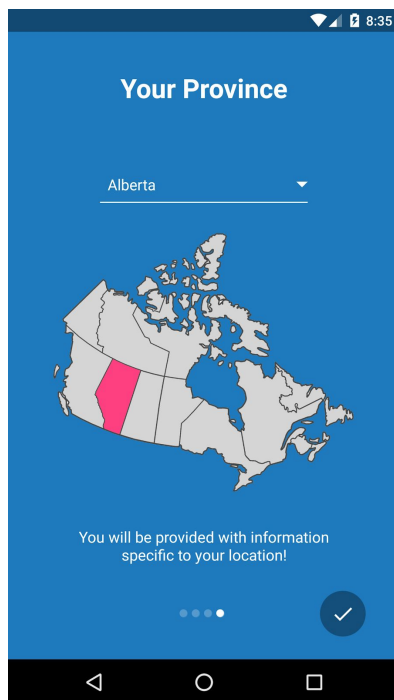 8:35
Your Province
Alberta
You will be provided with information
specific to your location!